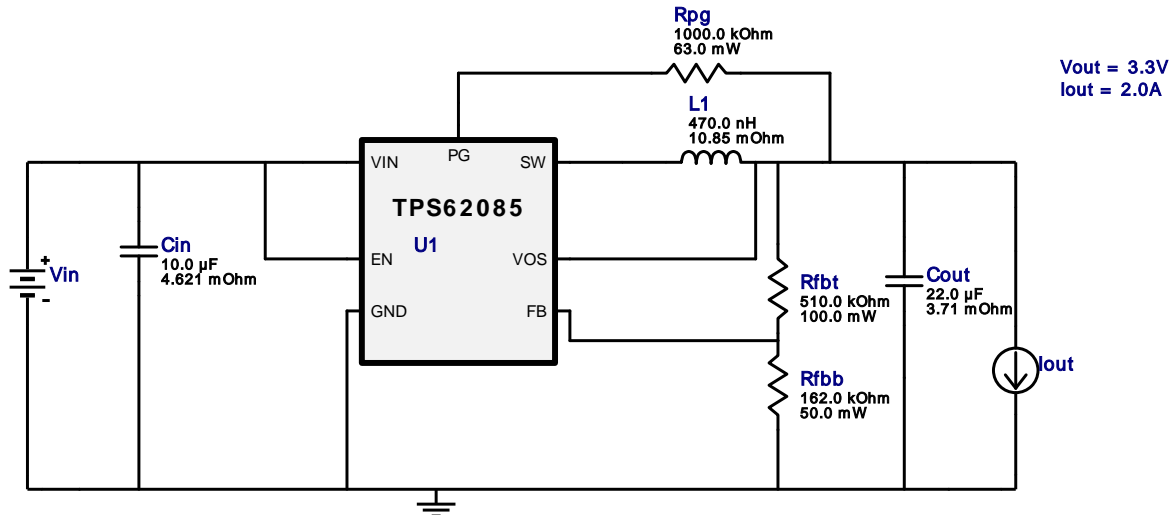 Rpg
1000.0 kOhm
63.0 mW
Vout = 3.3V
Iout = 2.0A
L1
470.0 nH
10.85 mOhm
VIN
PG
SW
TPS62085
U1
EN
VOS
GND
FB
Cin
10.0 µF
4.621 mOhm
+
Vin
-
Rfbt
510.0 kOhm
100.0 mW
Cout
22.0 µF
3.71 mOhm
Iout
Rfbb
162.0 kOhm
50.0 mW